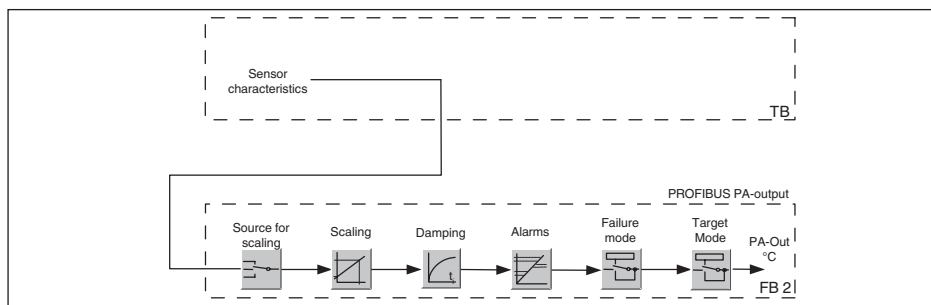 Sensor
characteristics
TB
PROFIBUS PA-output
Source for
scaling
Scaling
Damping
Alarms
Failure
mode
Target
Mode
PA-Out
°C
t
FB 2